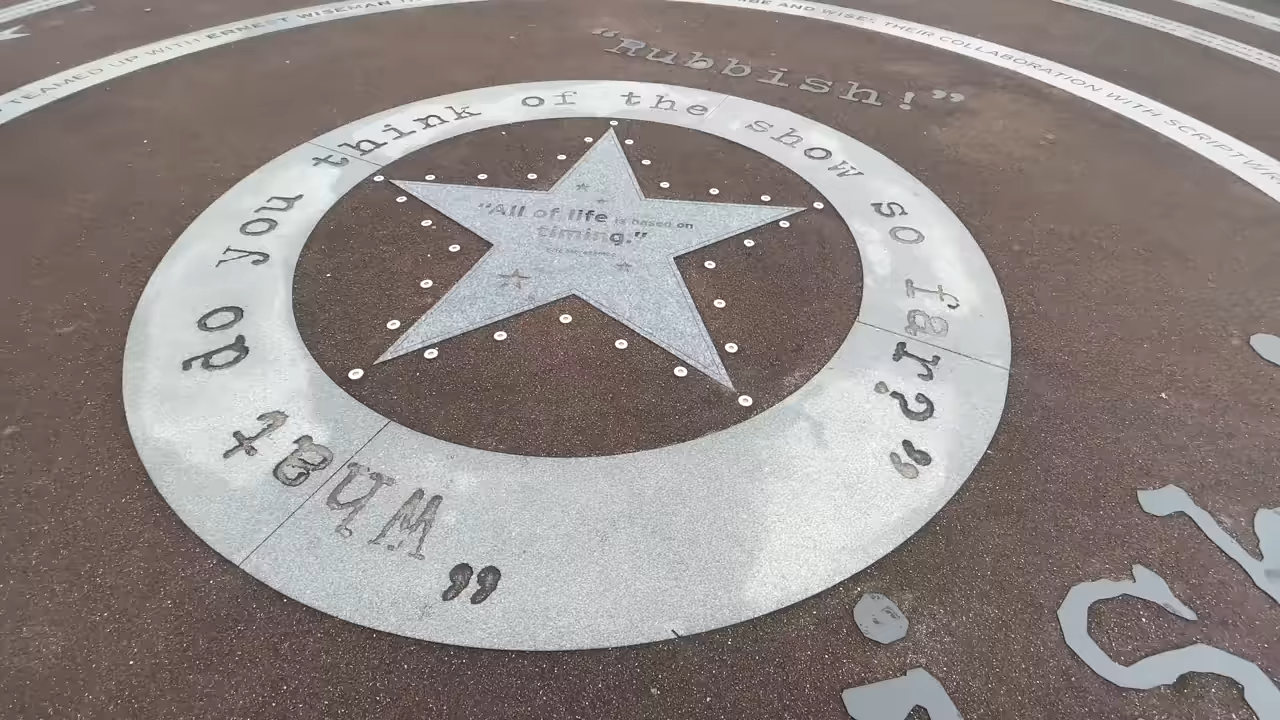 TEAMED UP WITH ERNEST WISEMAN
AND WISE: THEIR COLLABORATION WITH SCRIPTWR
"Rubbish!"
"What do you think of the show so far?"
"All of life is based on
timing."